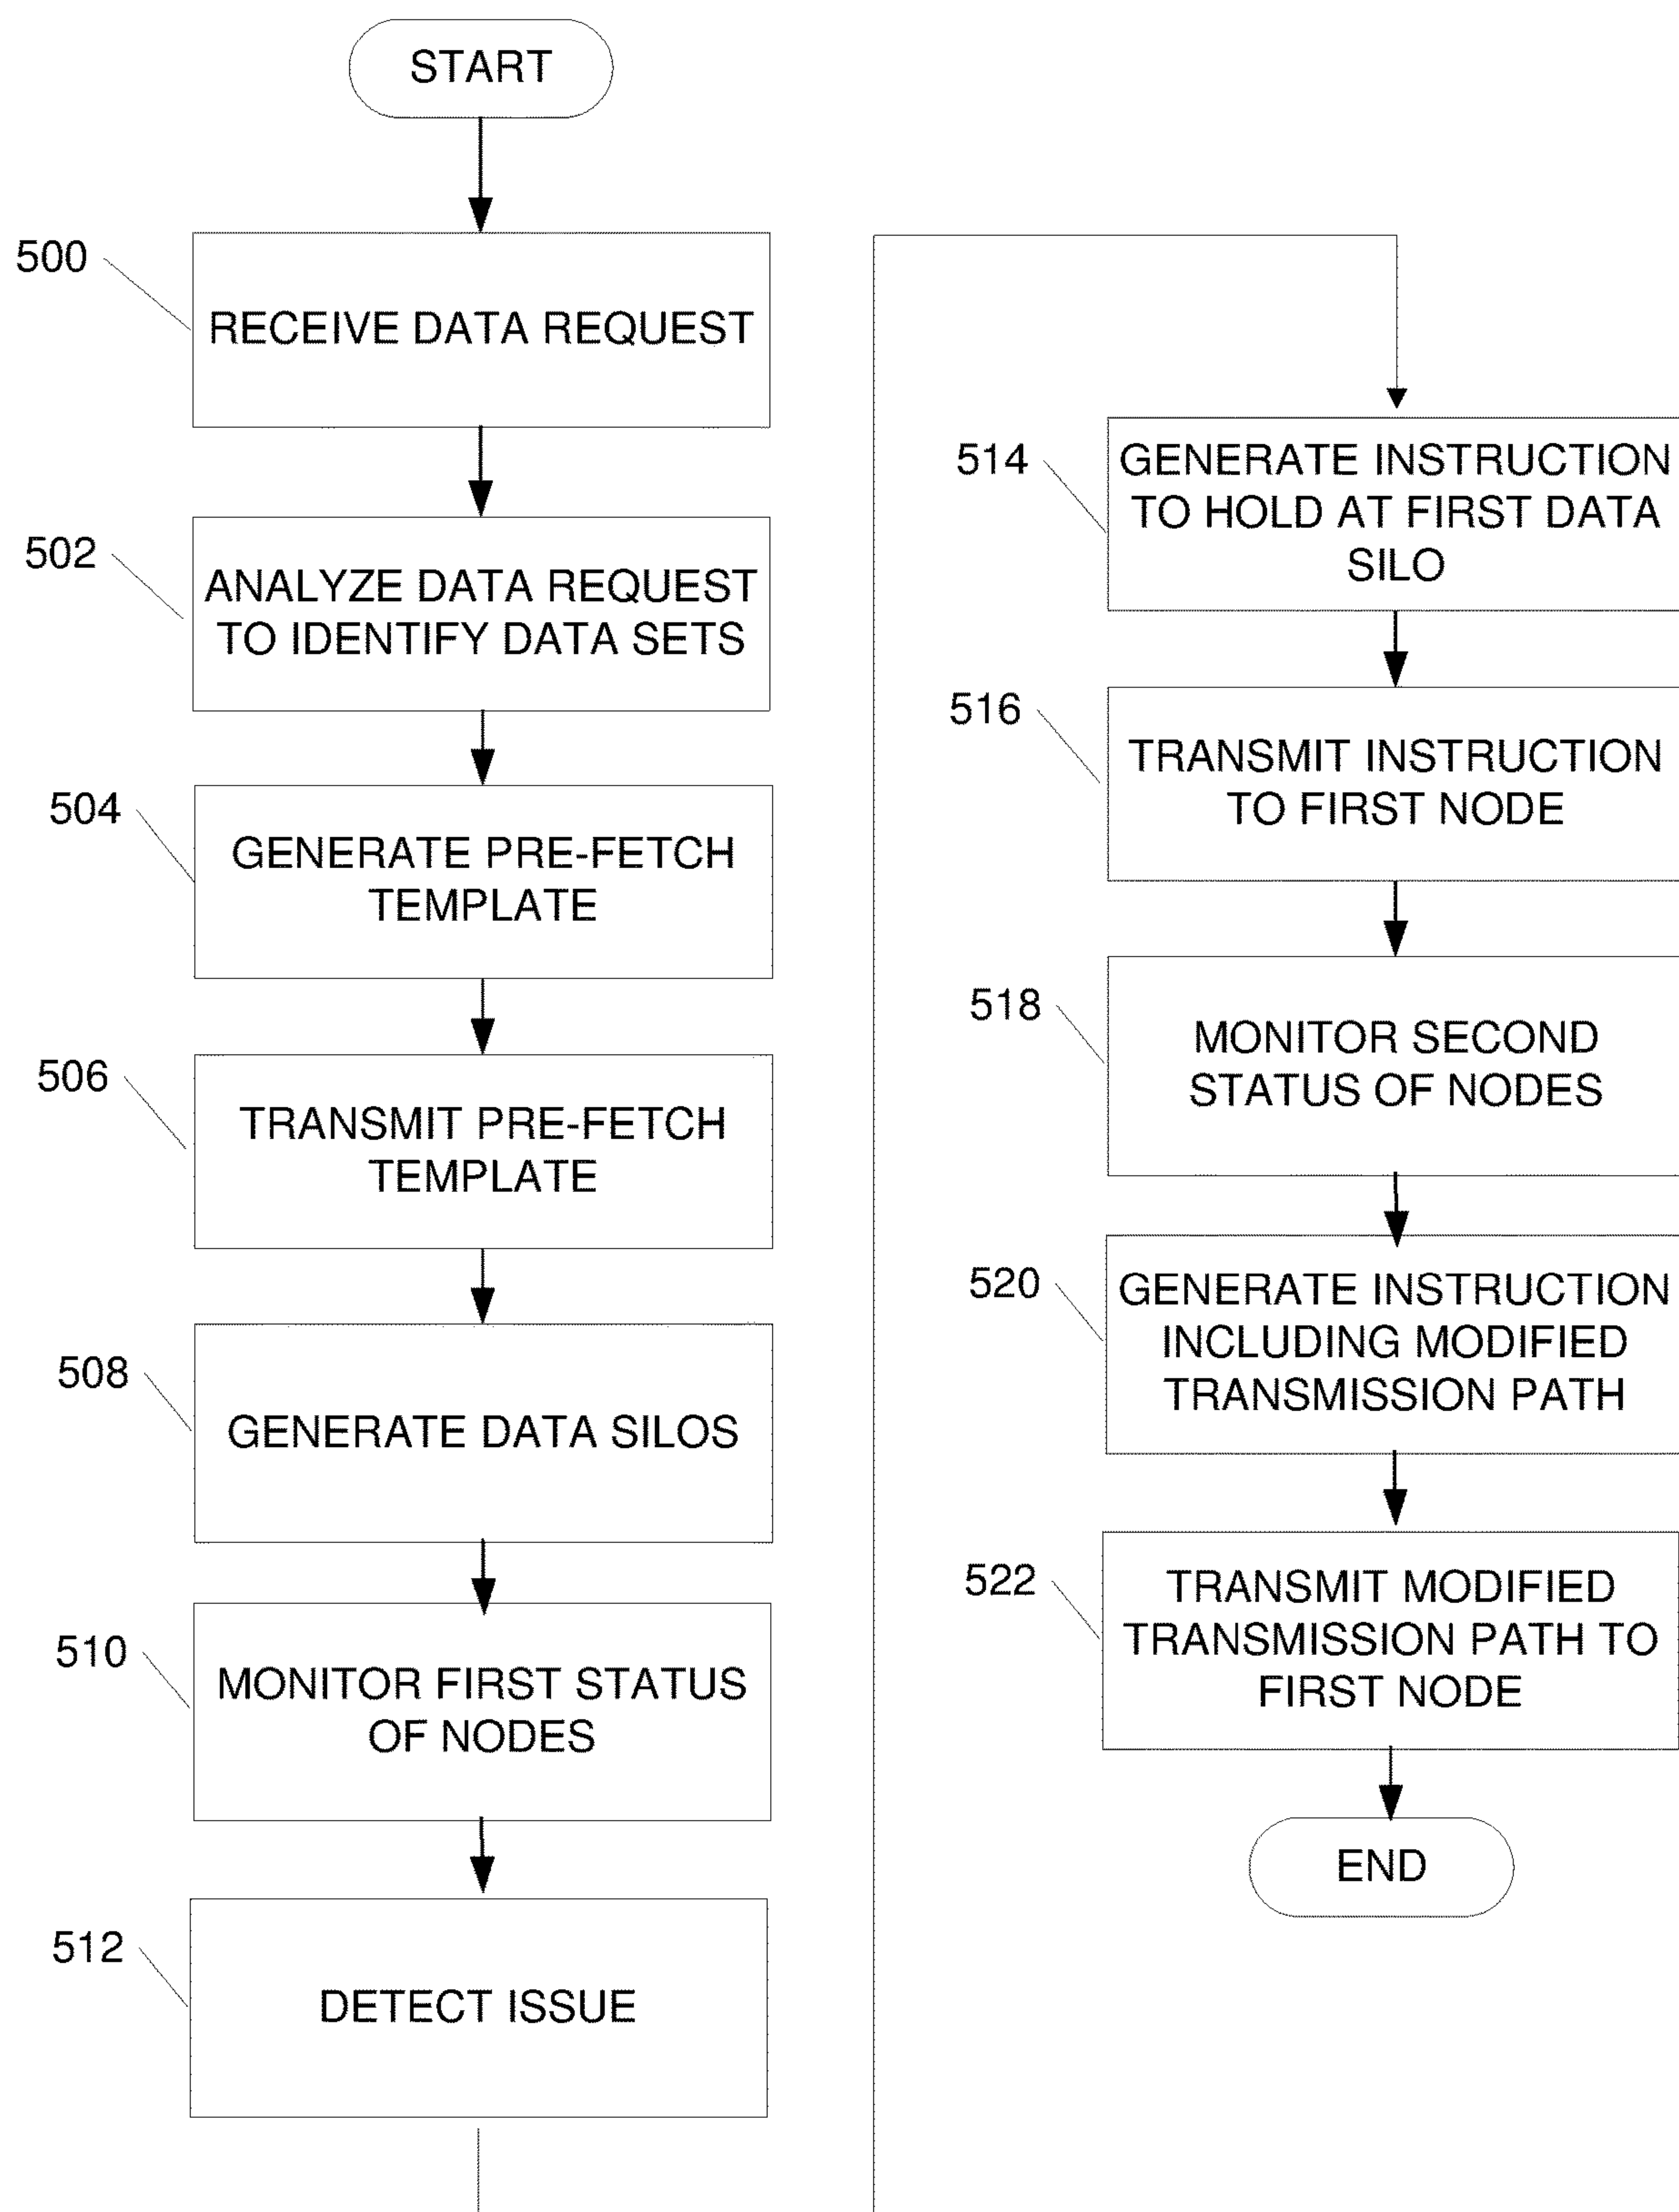 START
500
RECEIVE DATA REQUEST
502
ANALYZE DATA REQUEST
TO IDENTIFY DATA SETS
504
GENERATE PRE-FETCH
TEMPLATE
506
TRANSMIT PRE-FETCH
TEMPLATE
508
GENERATE DATA SILOS
510
MONITOR FIRST STATUS
OF NODES
512
DETECT ISSUE
514
GENERATE INSTRUCTION
TO HOLD AT FIRST DATA
SILO
516
TRANSMIT INSTRUCTION
TO FIRST NODE
518
MONITOR SECOND
STATUS OF NODES
520
GENERATE INSTRUCTION
INCLUDING MODIFIED
TRANSMISSION PATH
522
TRANSMIT MODIFIED
TRANSMISSION PATH TO
FIRST NODE
END